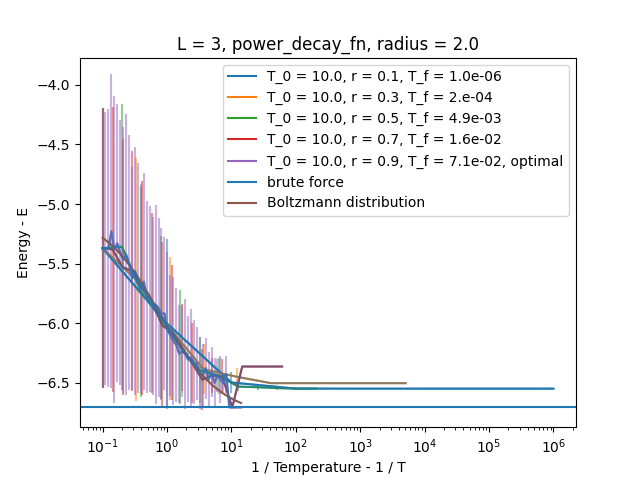 L = 3, power_decay_fn, radius = 2.0
T_0 = 10.0, r = 0.1, T_f = 1.0e-06
T_0 = 10.0, r = 0.3, T_f = 2.e-04
T_0 = 10.0, r = 0.5, T_f = 4.9e-03
T_0 = 10.0, r = 0.7, T_f = 1.6e-02
T_0 = 10.0, r = 0.9, T_f = 7.1e-02, optimal
brute force
Boltzmann distribution
Energy - E
−4.0
−4.5
−5.0
−5.5
−6.0
−6.5
10⁻¹ 10⁰ 10¹ 10² 10³ 10⁴ 10⁵ 10⁶
1 / Temperature - 1 / T